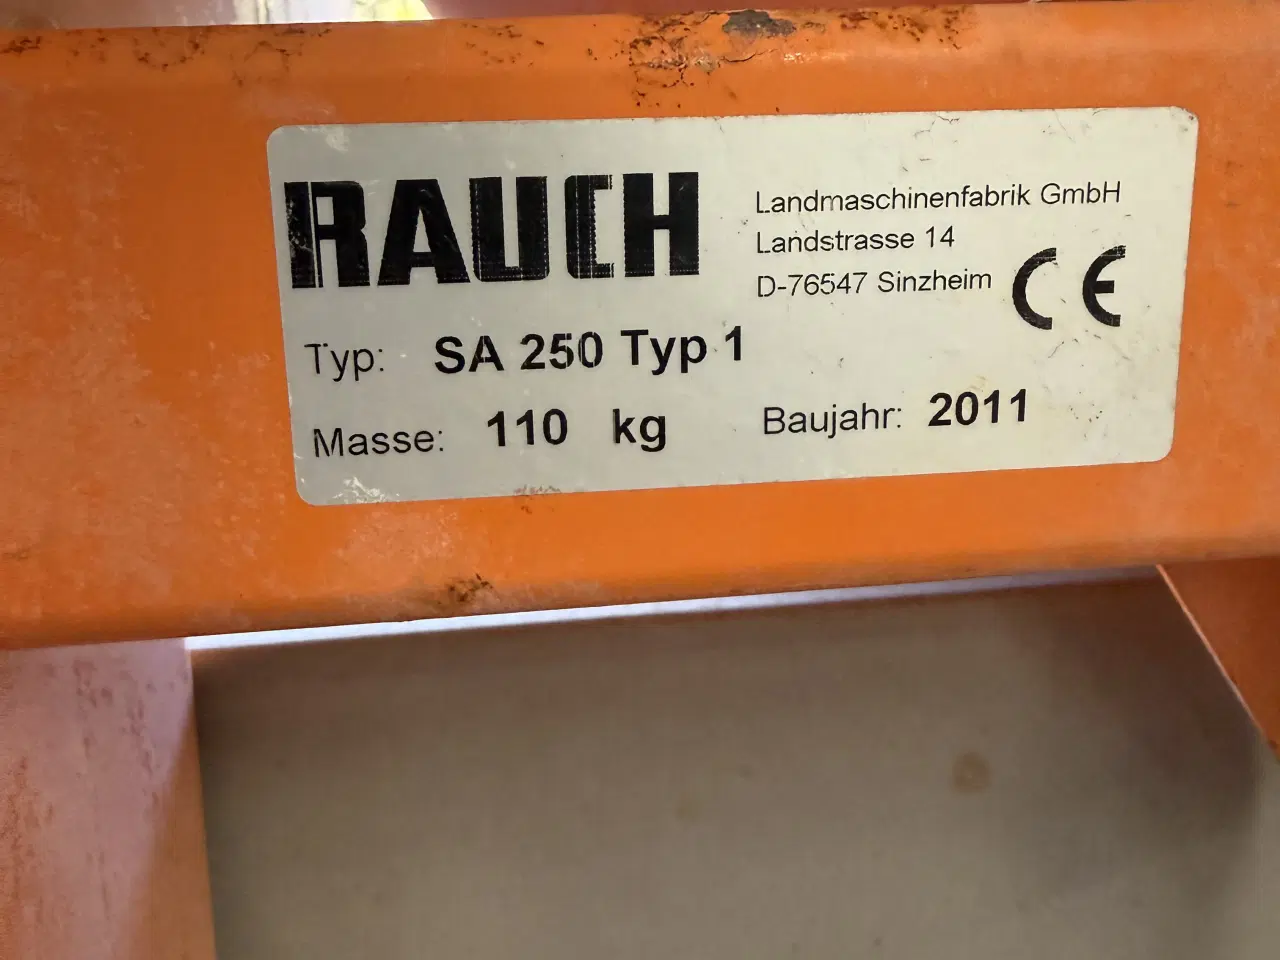 RAUCH
Landmaschinenfabrik GmbH
Landstrasse 14
D-76547 Sinzheim
CE
Typ: SA 250 Typ 1
Masse: 110 kg Baujahr: 2011